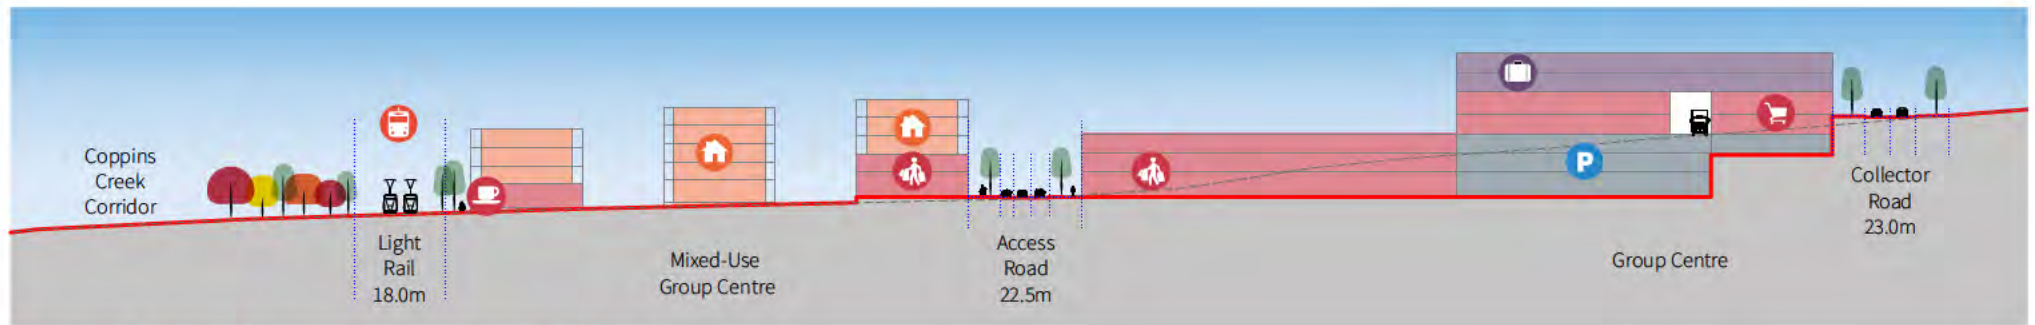 Coppins
Creek
Corridor
Light
Rail
18.0m
Mixed-Use
Group Centre
Access
Road
22.5m
P
Group Centre
Collector
Road
23.0m